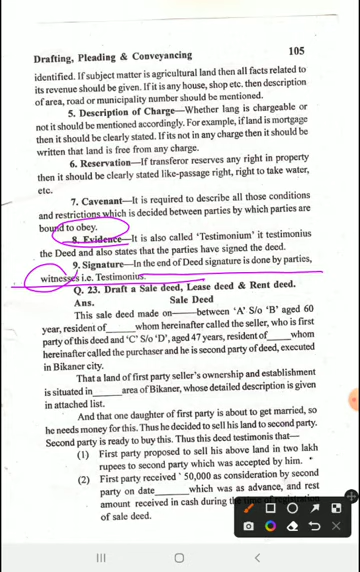 Drafting, Pleading & Conveyancing 105
identified. If subject matter is agricultural land then all facts related to
its revenue should be given. If it is any house, shop etc. then description
of area, road or municipality number should be mentioned.
5. Description of Charge—Whether lang is chargeable or
not it should be mentioned accordingly. For example, if land is mortgage
then it should be clearly stated. If its not in any charge then it should be
written that land is free from any charge.
6. Reservation—If transferor reserves any right in property
then it should be clearly stated like-passage right, right to take water,
etc.
7. Cavenant—It is required to describe all those conditions
and restrictions which is decided between parties by which parties are
bound to obey.
8. Evidence—It is also called 'Testimonium' it testimonius
the Deed and also states that the parties have signed the deed.
9. Signature—In the end of Deed signature is done by parties,
witnesses i.e. Testimonius.
Q. 23. Draft a Sale deed, Lease deed & Rent deed.
Ans. Sale Deed
This sale deed made on——between 'A' S/o 'B' aged 60
year, resident of______whom hereinafter called the seller, who is first
party of this deed and 'C' S/o 'D', aged 47 years, resident of_____whom
hereinafter called the purchaser and he is second party of deed, executed
in Bikaner city.
That a land of first party seller's ownership and establishment
is situated in______area of Bikaner, whose detailed description is given
in attached list.
And that one daughter of first party is about to get married, so
he needs money for this. Thus he decided to sell his land to second party.
Second party is ready to buy this. Thus this deed testimonis that—
(1) First party proposed to sell his above land in two lakh
rupees to second party which was accepted by him.
(2) First party received ` 50,000 as consideration by second
party on date_______which was as advance, and rest
amount received in cash during the
of sale deed.